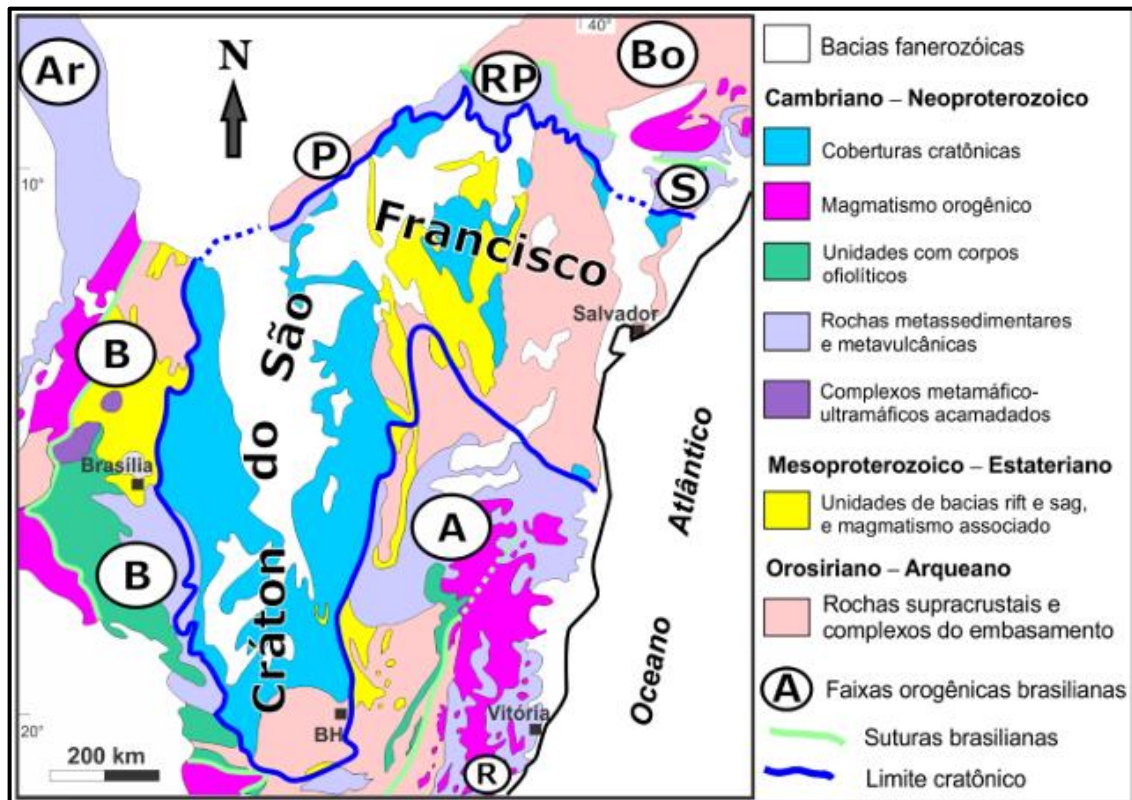 40°
Ar
N
RP
Bo
P
10°
S
Francisco
Salvador
São
B
do
Brasília
Atlântico
A
B
Cráton
Oceano
20°
BH
Vitória
200 km
R
Bacias fanerozóicas
Cambriano – Neoproterozoico
Coberturas cratônicas
Magmatismo orogênico
Unidades com corpos
ofiolíticos
Rochas metassedimentares
e metavulcânicas
Complexos metamáfico-
ultramáficos acamadados
Mesoproterozoico – Estateriano
Unidades de bacias rift e sag,
e magmatismo associado
Orosiriano – Arqueano
Rochas supracrustais e
complexos do embasamento
A Faixas orogênicas brasilianas
Suturas brasilianas
Limite cratônico